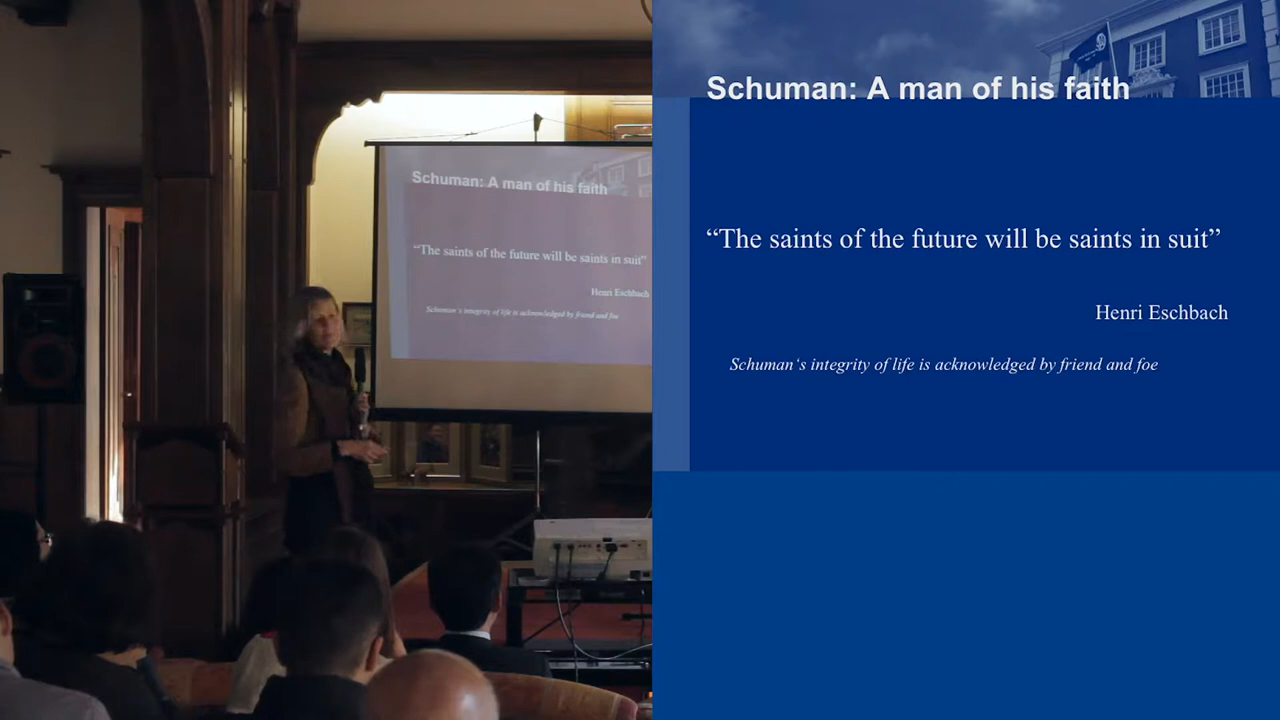 Schuman: A man of his faith
“The saints of the future will be saints in suit”
Henri Eschbach
Schuman‘s integrity of life is acknowledged by friend and foe
Schuman: A man of his faith
“The saints of the future will be saints in suit”
Henri Eschbach
Schuman‘s integrity of life is acknowledged by friend and foe